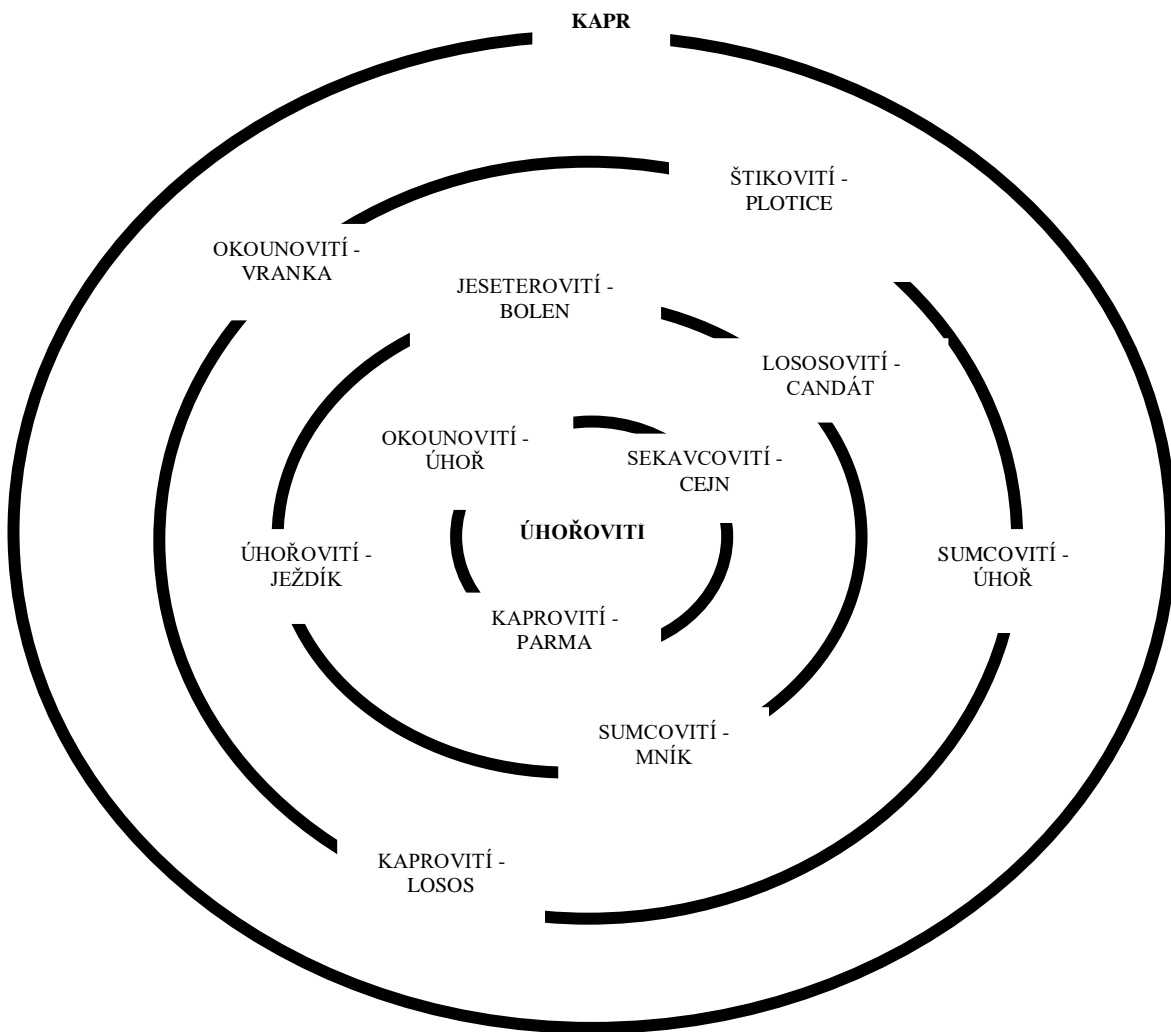 KAPR
ŠTIKOVITÍ -
PLOTICE
OKOUNOVITÍ -
VRANKA
JESETEROVITÍ -
BOLEN
LOSOSOVITÍ -
CANDÁT
OKOUNOVITÍ -
ÚHOŘ
SEKAVCOVITÍ -
CEJN
ÚHOŘOVITI
ÚHOŘOVITÍ -
JEŽDÍK
SUMCOVITÍ -
ÚHOŘ
KAPROVITÍ -
PARMA
SUMCOVITÍ -
MNÍK
KAPROVITÍ -
LOSOS